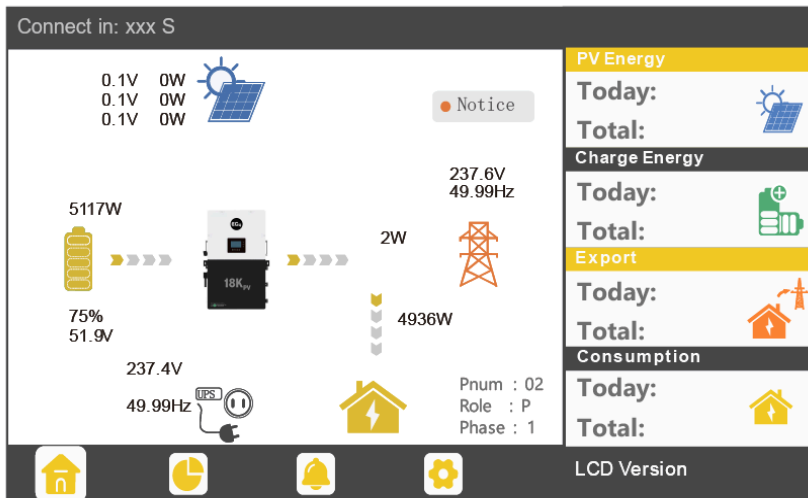 Connect in: xxx S
0.1V 0W
0.1V 0W
0.1V 0W
Notice
237.6V
49.99Hz
5117W
2W
18KPV
75%
51.9V
4936W
237.4V
49.99Hz
UPS
Pnum : 02
Role : P
Phase : 1
PV Energy
Today:
Total:
Charge Energy
Today:
Total:
Export
Today:
Total:
Consumption
Today:
Total:
LCD Version